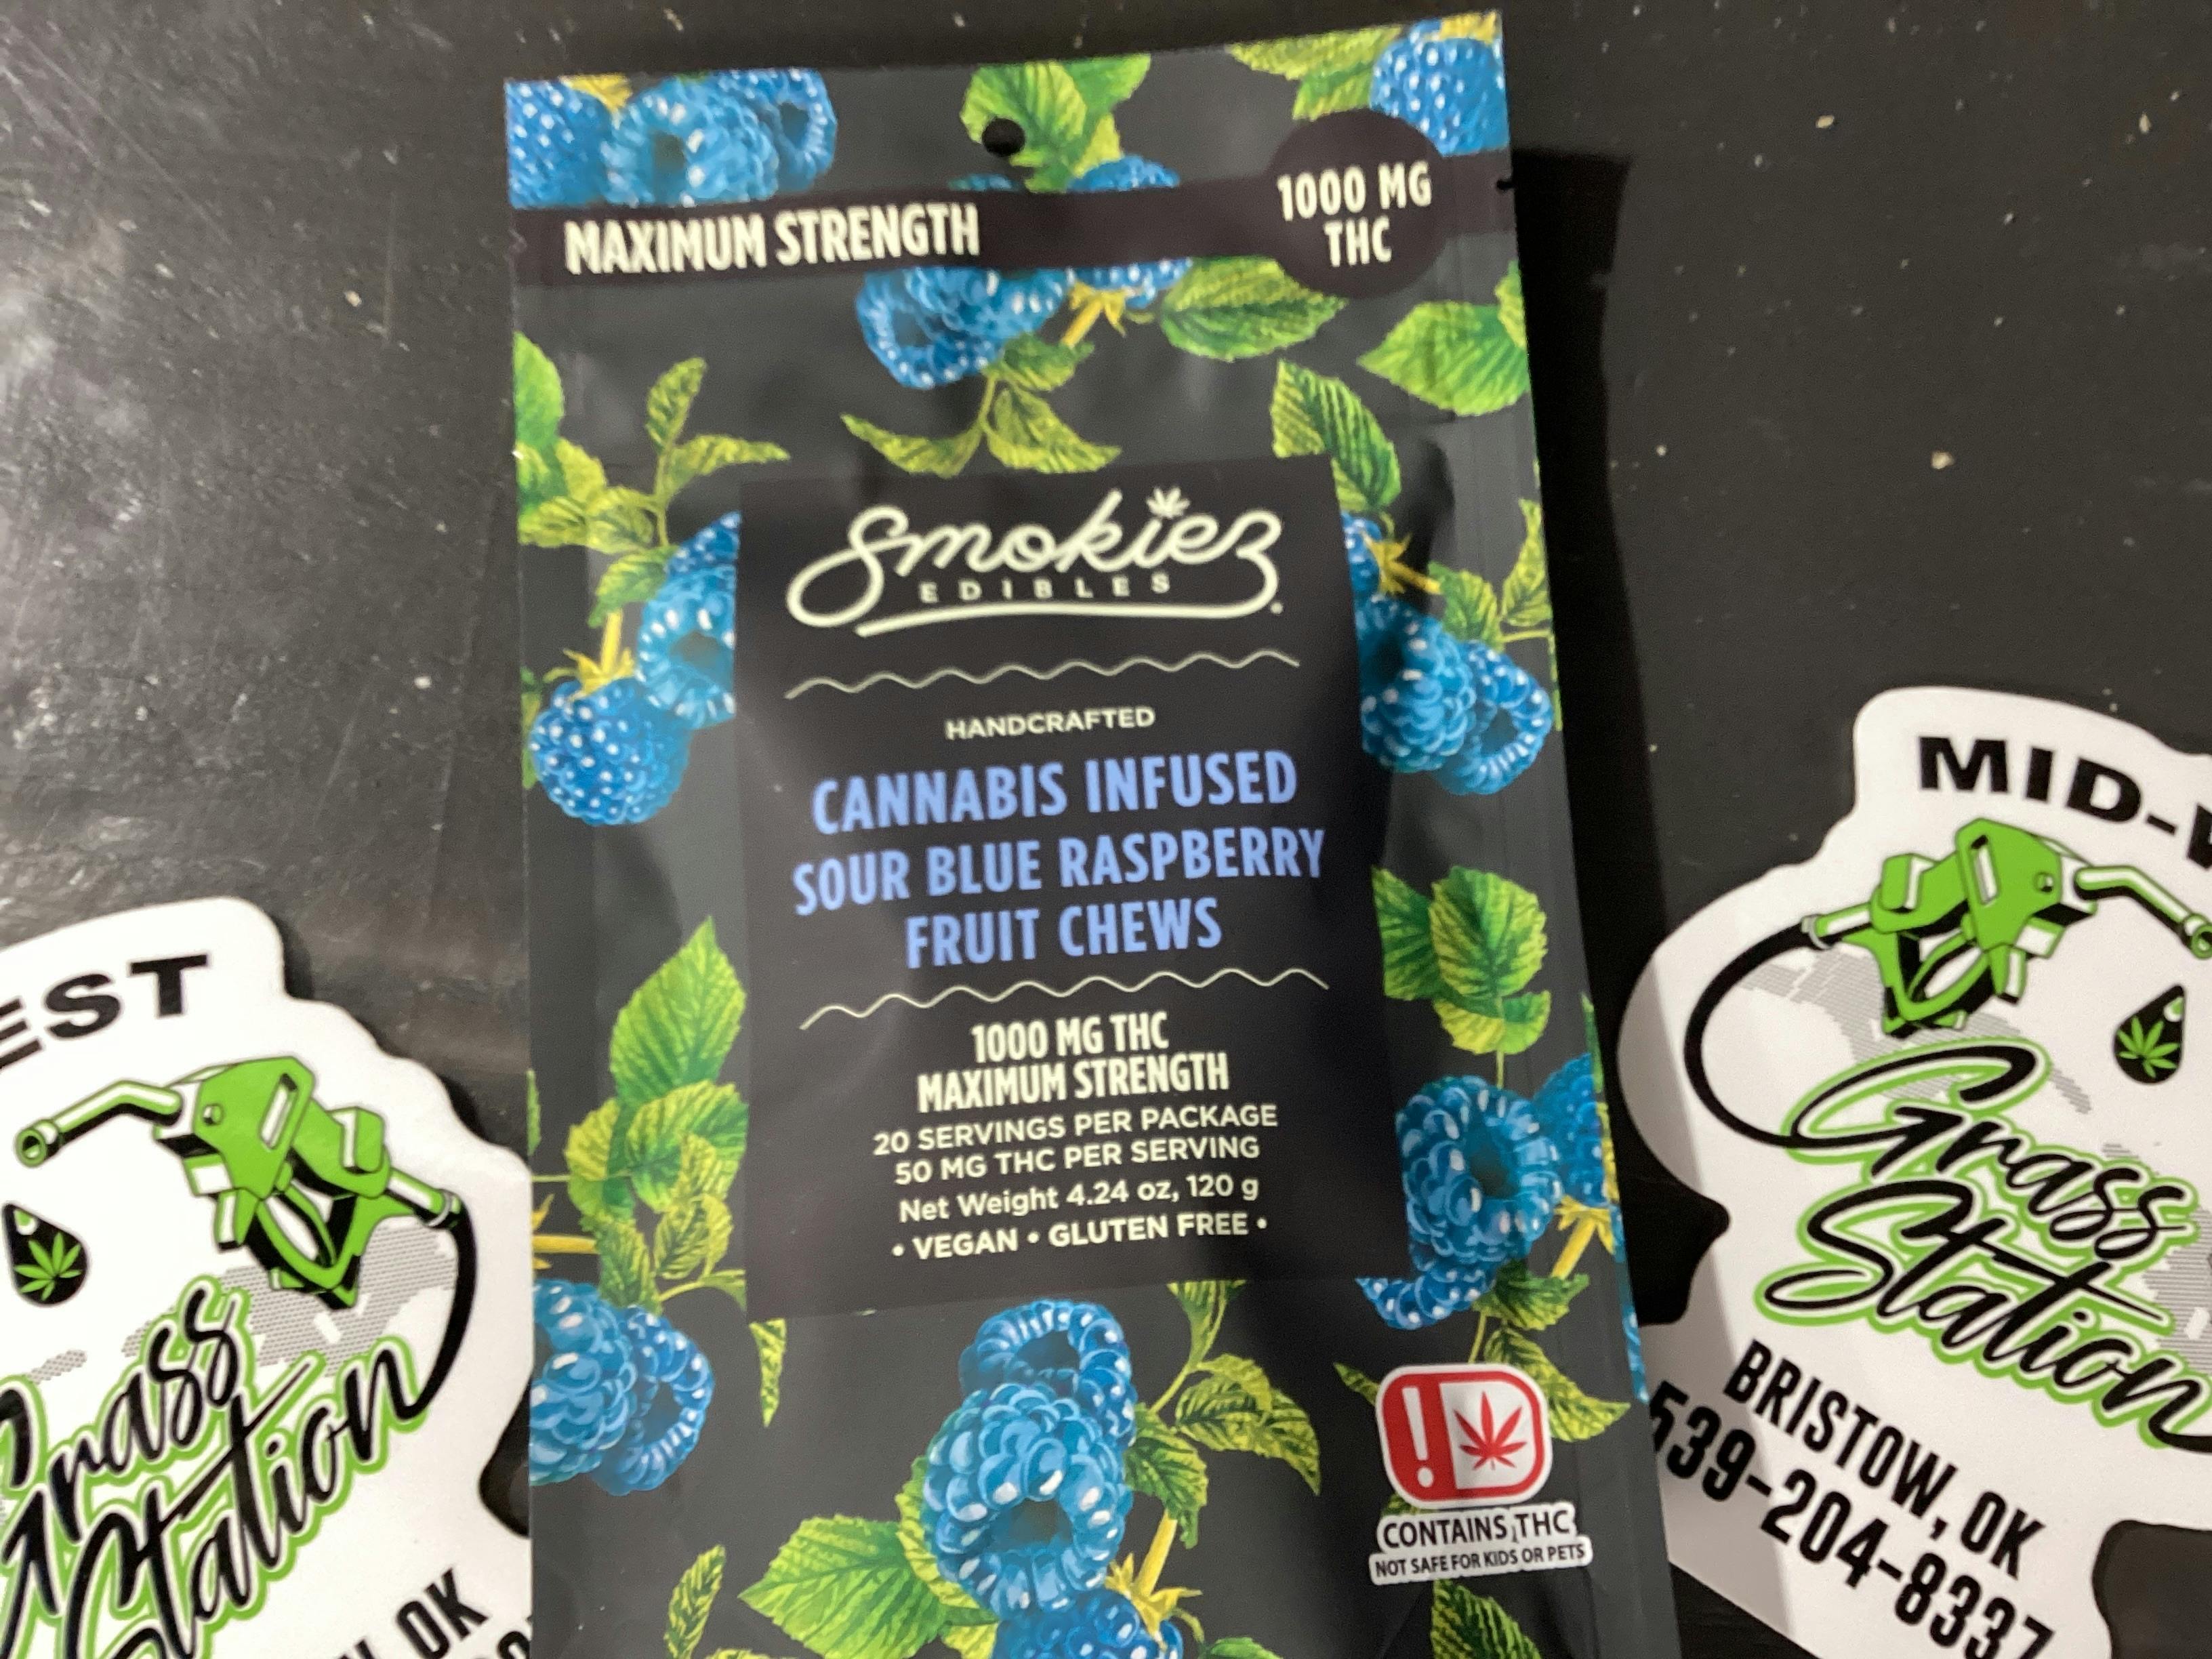 MAXIMUM STRENGTH
1000 MG
THC
Smokiez
EDIBLES
HANDCRAFTED
CANNABIS INFUSED
SOUR BLUE RASPBERRY
FRUIT CHEWS
1000 MG THC
MAXIMUM STRENGTH
20 SERVINGS PER PACKAGE
50 MG THC PER SERVING
Net Weight 4.24 oz, 120 g
• VEGAN • GLUTEN FREE •
!
CONTAINS THC
NOT SAFE FOR KIDS OR PETS
EST
Grass
Station
OK
MID-
Grass
Station
BRISTOW, OK
539-204-8337